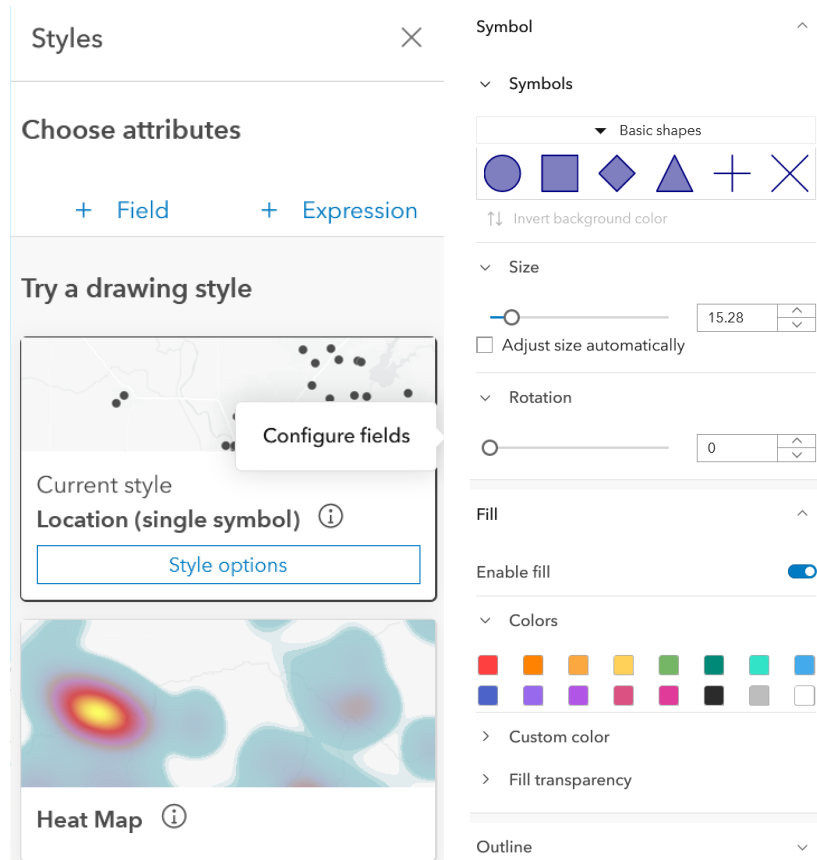 Styles
Choose attributes
+ Field
+ Expression
Try a drawing style
Configure fields
Current style
Location (single symbol)
Style options
Heat Map
Symbol
Symbols
Basic shapes
Invert background color
Size
15.28
Adjust size automatically
Rotation
0
Fill
Enable fill
Colors
Custom color
Fill transparency
Outline